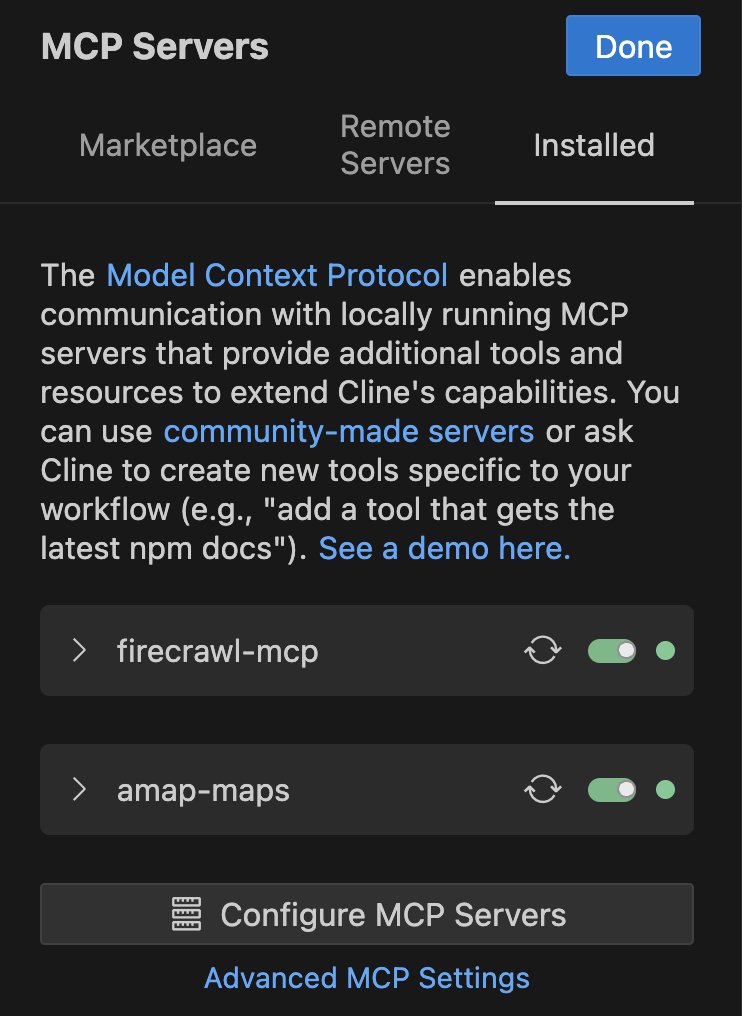 MCP Servers
Done
Marketplace
Remote
Servers
Installed
The Model Context Protocol enables
communication with locally running MCP
servers that provide additional tools and
resources to extend Cline's capabilities. You
can use community-made servers or ask
Cline to create new tools specific to your
workflow (e.g., "add a tool that gets the
latest npm docs"). See a demo here.
firecrawl-mcp
amap-maps
Configure MCP Servers
Advanced MCP Settings